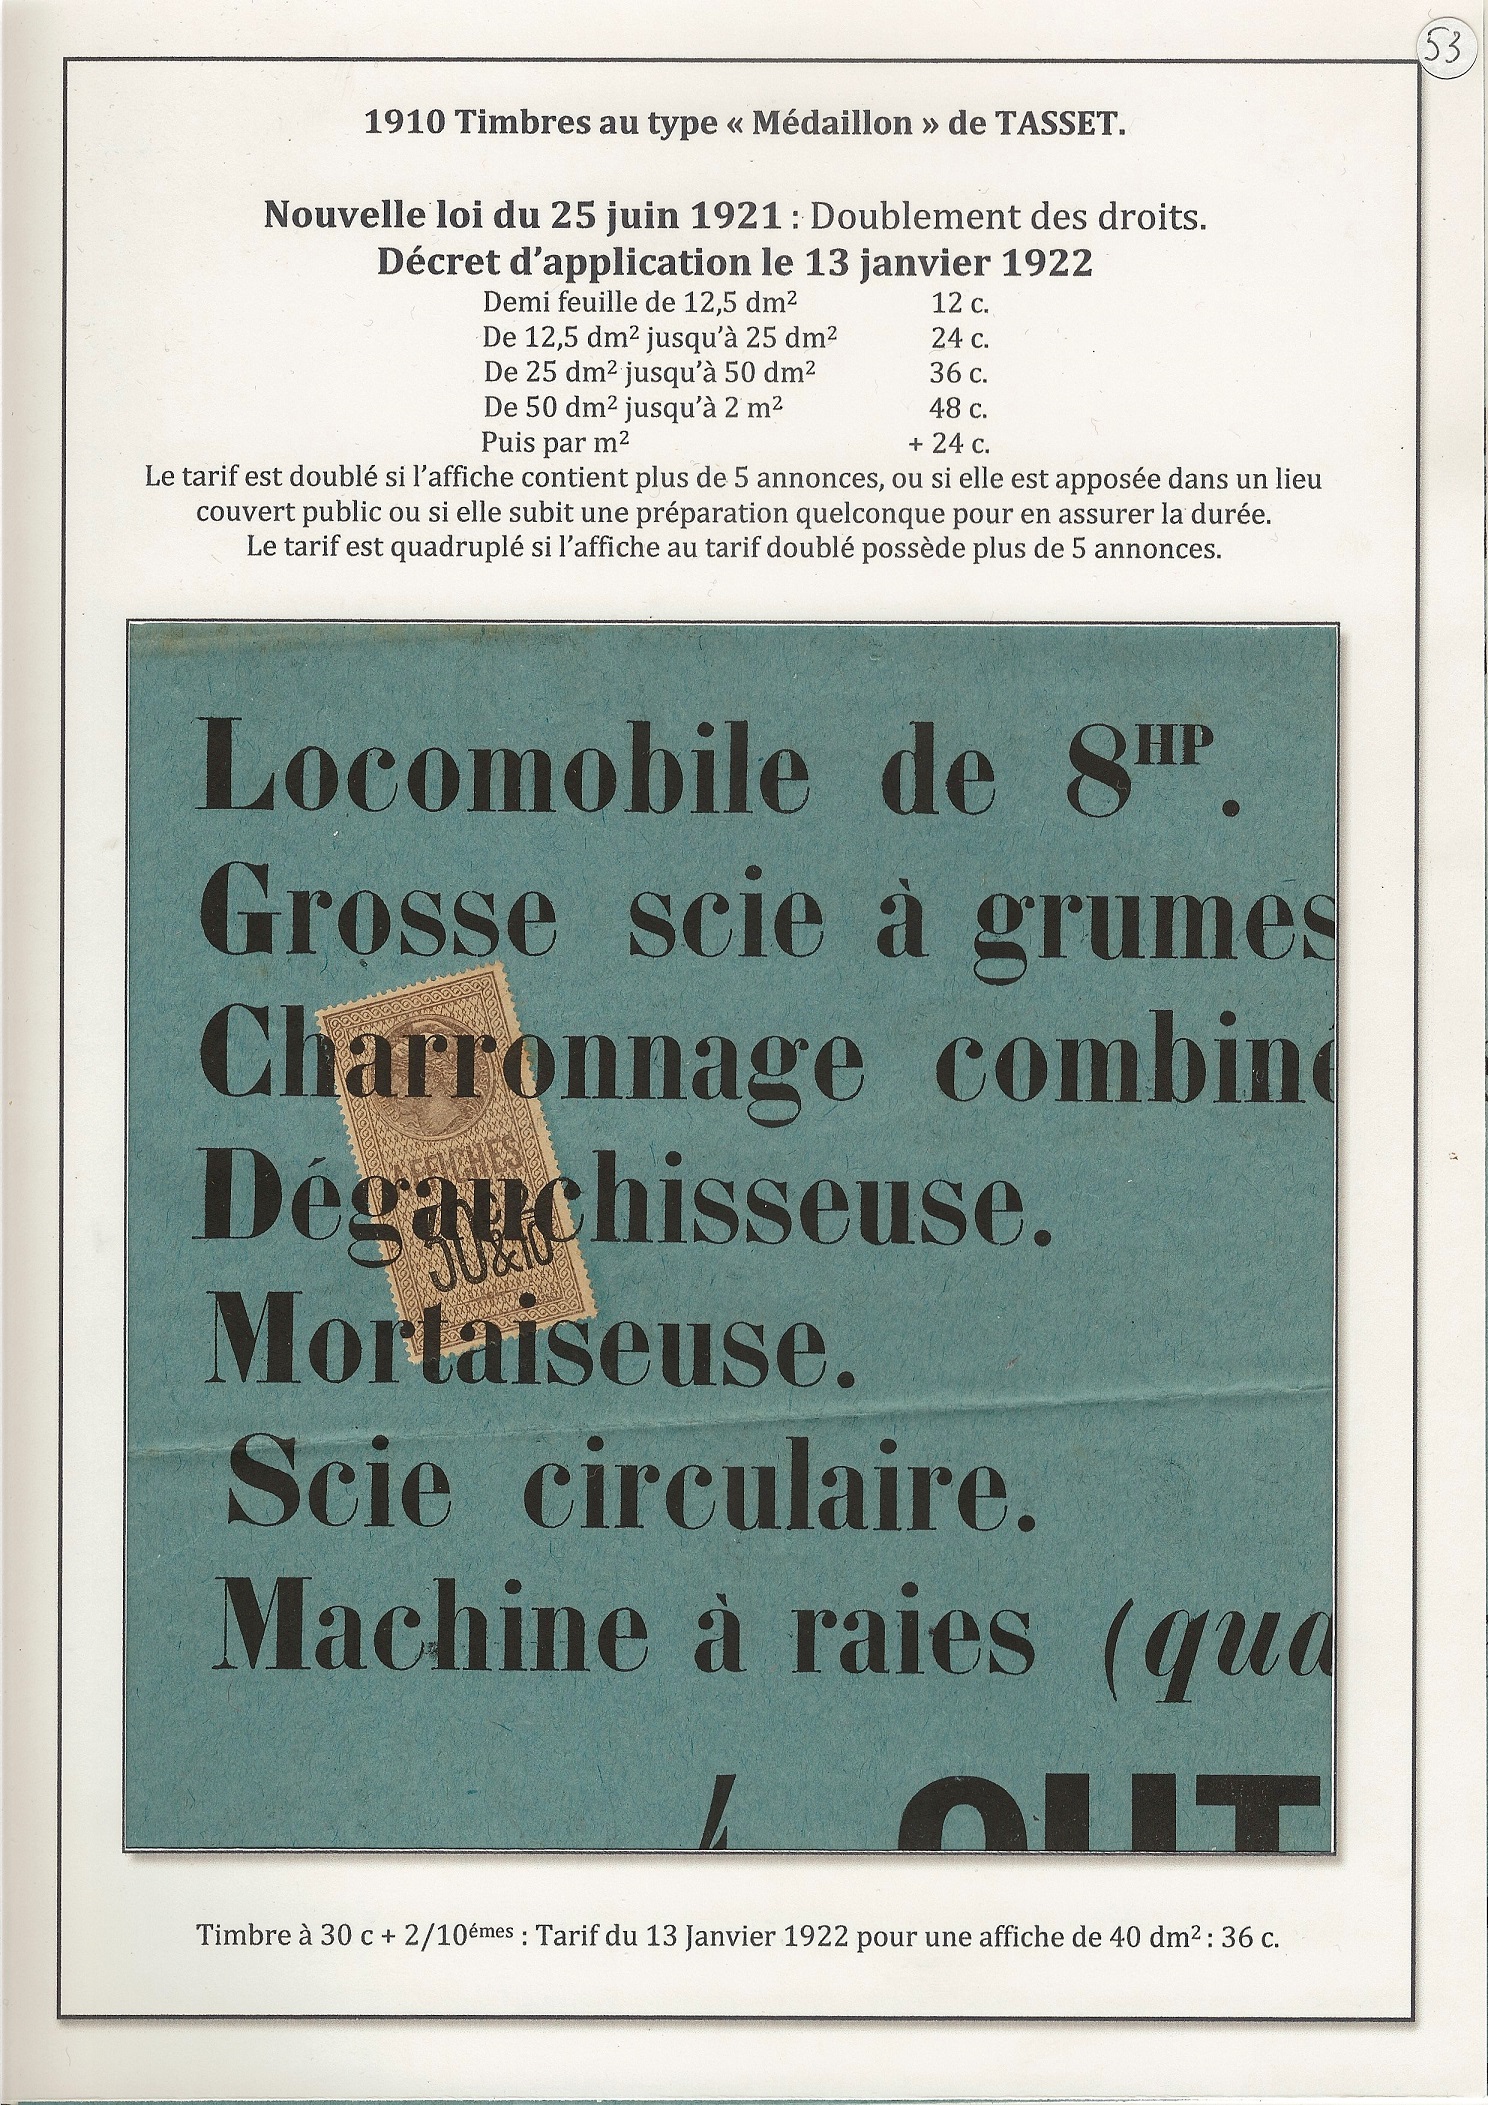 53
1910 Timbres au type « Médaillon » de TASSET.
Nouvelle loi du 25 juin 1921 : Doublement des droits.
Décret d’application le 13 janvier 1922
Demi feuille de 12,5 dm² 12 c.
De 12,5 dm² jusqu’à 25 dm² 24 c.
De 25 dm² jusqu’à 50 dm² 36 c.
De 50 dm² jusqu’à 2 m² 48 c.
Puis par m² + 24 c.
Le tarif est doublé si l’affiche contient plus de 5 annonces, ou si elle est apposée dans un lieu
couvert public ou si elle subit une préparation quelconque pour en assurer la durée.
Le tarif est quadruplé si l’affiche au tarif doublé possède plus de 5 annonces.
Locomobile de 8HP.
Grosse scie à grumes
Charronnage combiné
AFFICHES
Dégauchisseuse.
Mortaiseuse.
Scie circulaire.
Machine à raies (qua
OUT
Timbre à 30 c + 2/10émes : Tarif du 13 Janvier 1922 pour une affiche de 40 dm² : 36 c.